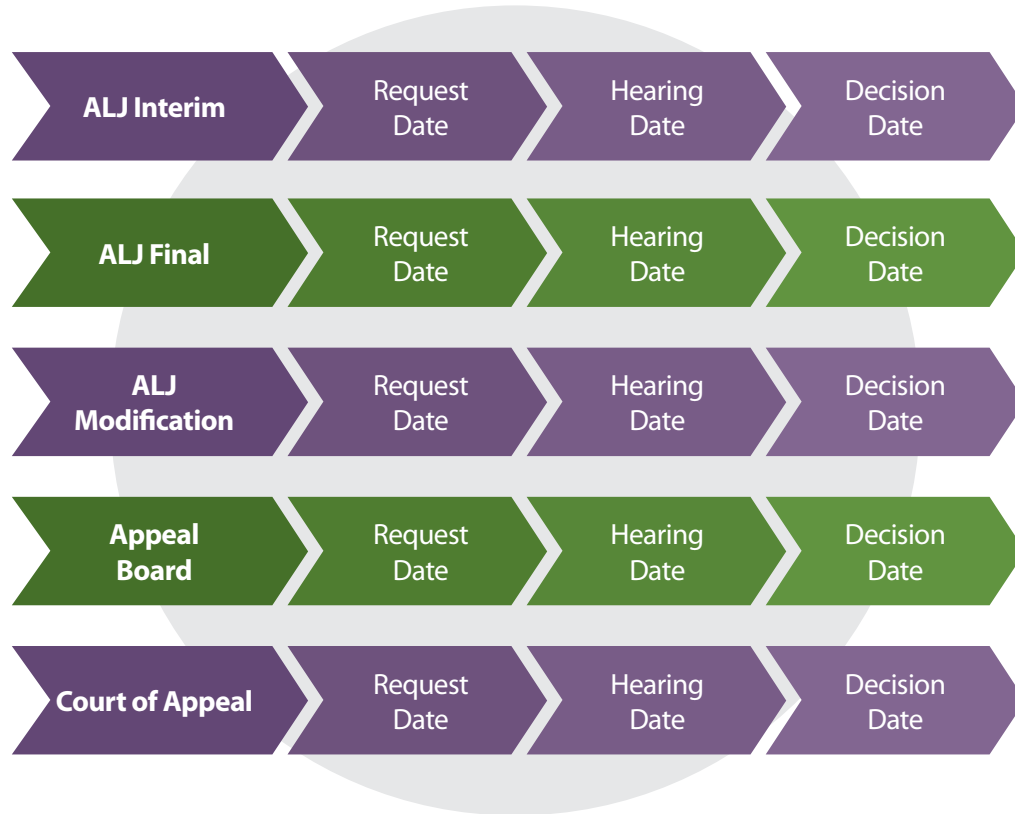 ALJ Interim
Request
Date
Hearing
Date
Decision
Date
ALJ Final
Request
Date
Hearing
Date
Decision
Date
ALJ
Modification
Request
Date
Hearing
Date
Decision
Date
Appeal
Board
Request
Date
Hearing
Date
Decision
Date
Court of Appeal
Request
Date
Hearing
Date
Decision
Date